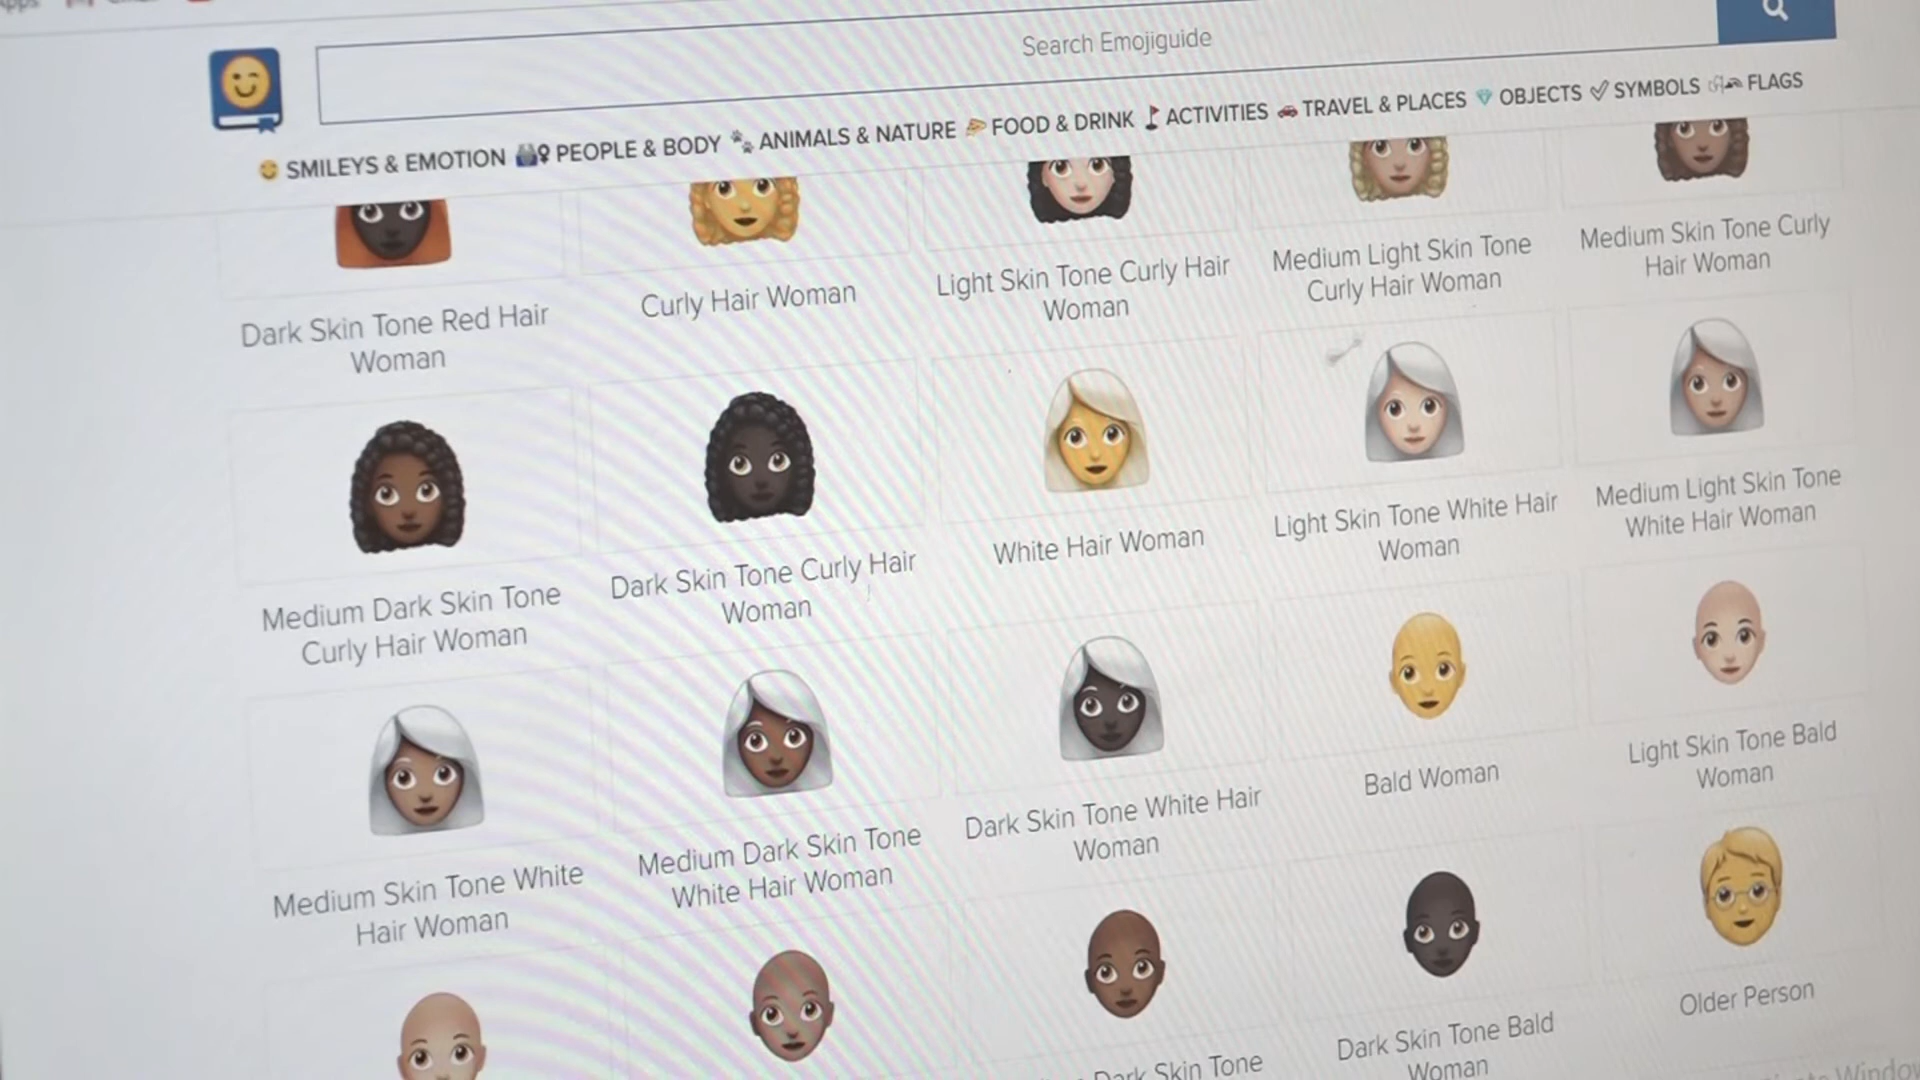 Search Emojiguide
SMILEYS & EMOTION PEOPLE & BODY ANIMALS & NATURE FOOD & DRINK ACTIVITIES TRAVEL & PLACES OBJECTS SYMBOLS FLAGS
Dark Skin Tone Red Hair
Woman
Curly Hair Woman
Light Skin Tone Curly Hair
Woman
Medium Light Skin Tone
Curly Hair Woman
Medium Skin Tone Curly
Hair Woman
Medium Dark Skin Tone
Curly Hair Woman
Dark Skin Tone Curly Hair
Woman
White Hair Woman
Light Skin Tone White Hair
Woman
Medium Light Skin Tone
White Hair Woman
Medium Skin Tone White
Hair Woman
Medium Dark Skin Tone
White Hair Woman
Dark Skin Tone White Hair
Woman
Bald Woman
Light Skin Tone Bald
Woman
Dark Skin Tone
Dark Skin Tone Bald
Woman
Older Person